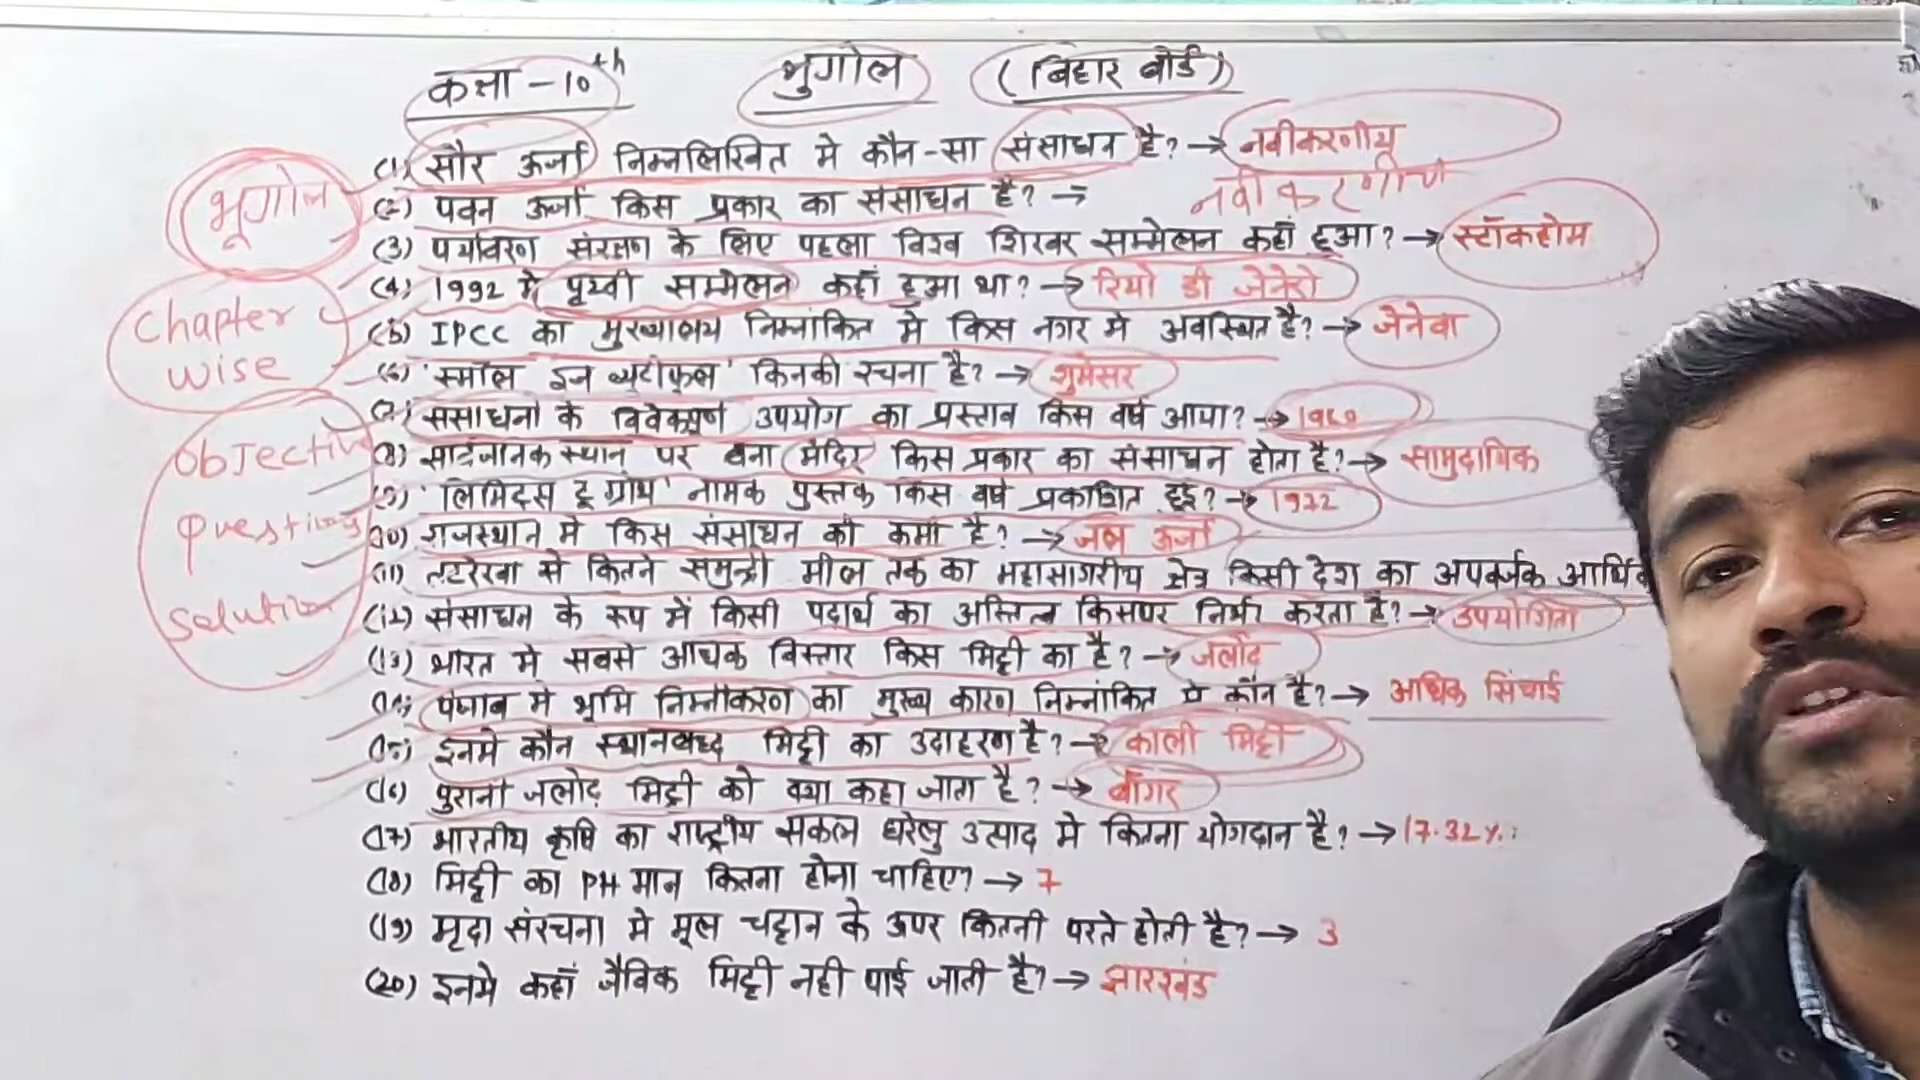 कक्षा - 10th भुगोल (बिहार बोर्ड)
(1) सौर ऊर्जा निम्नलिखित मे कौन-सा संसाधन है? → नवीकरणीय
(2) पवन ऊर्जा किस प्रकार का संसाधन है? → नवीकरणीय
(3) पर्यावरण संरक्षण के लिए पहला विश्व शिखर सम्मेलन कहाँ हुआ? → स्टॉकहोम
(4) 1992 मे पृथ्वी सम्मेलन कहाँ हुआ था? → रियो डी जेनेरो
(5) IPCC का मुख्यालय निम्नांकित मे किस नगर मे अवस्थित है? → जेनेवा
(6) 'स्मॉल इन ब्यूटीफुल' किनकी रचना है? → शुमेसर
(7) संसाधनो के विवेकपूर्ण उपयोग का प्रस्ताव किस वर्ष आया? → 1968
(8) सार्वजनिक स्थान पर बना मंदिर किस प्रकार का संसाधन होता है? → सामुदायिक
(9) 'लिमिट्स टू ग्रोथ' नामक पुस्तक किस वर्ष प्रकाशित हुई? → 1972
(10) राजस्थान मे किस संसाधन की कमी है? → जल ऊर्जा
(11) तटरेखा से कितने समुन्द्री मील तक का महासागरीय क्षेत्र किसी देश का अपवर्जक आर्थि
(12) संसाधन के रूप में किसी पदार्थ का अस्तित्व किसपर निर्भर करता है? → उपयोगिता
(13) भारत मे सबसे अधिक विस्तार किस मिट्टी का है? → जलोढ़
(14) पंजाब मे भूमि निम्नीकरण का मुख्य कारण निम्नांकित मे कौन है? → अधिक सिंचाई
(15) इनमे कौन स्थानबद्ध मिट्टी का उदाहरण है? → काली मिट्टी
(16) पुरानी जलोढ़ मिट्टी को क्या कहा जाता है? → बाँगर
(17) भारतीय कृषि का राष्ट्रीय सकल घरेलु उत्पाद मे कितना योगदान है? → 17.32%
(18) मिट्टी का PH मान कितना होना चाहिए? → 7
(19) मृदा संरचना मे मूल चट्टान के ऊपर कितनी परते होती है? → 3
(20) इनमे कहाँ जैविक मिट्टी नही पाई जाती है? → झारखंड
भूगोल
Chapter
wise
Objective
Questions
Solution